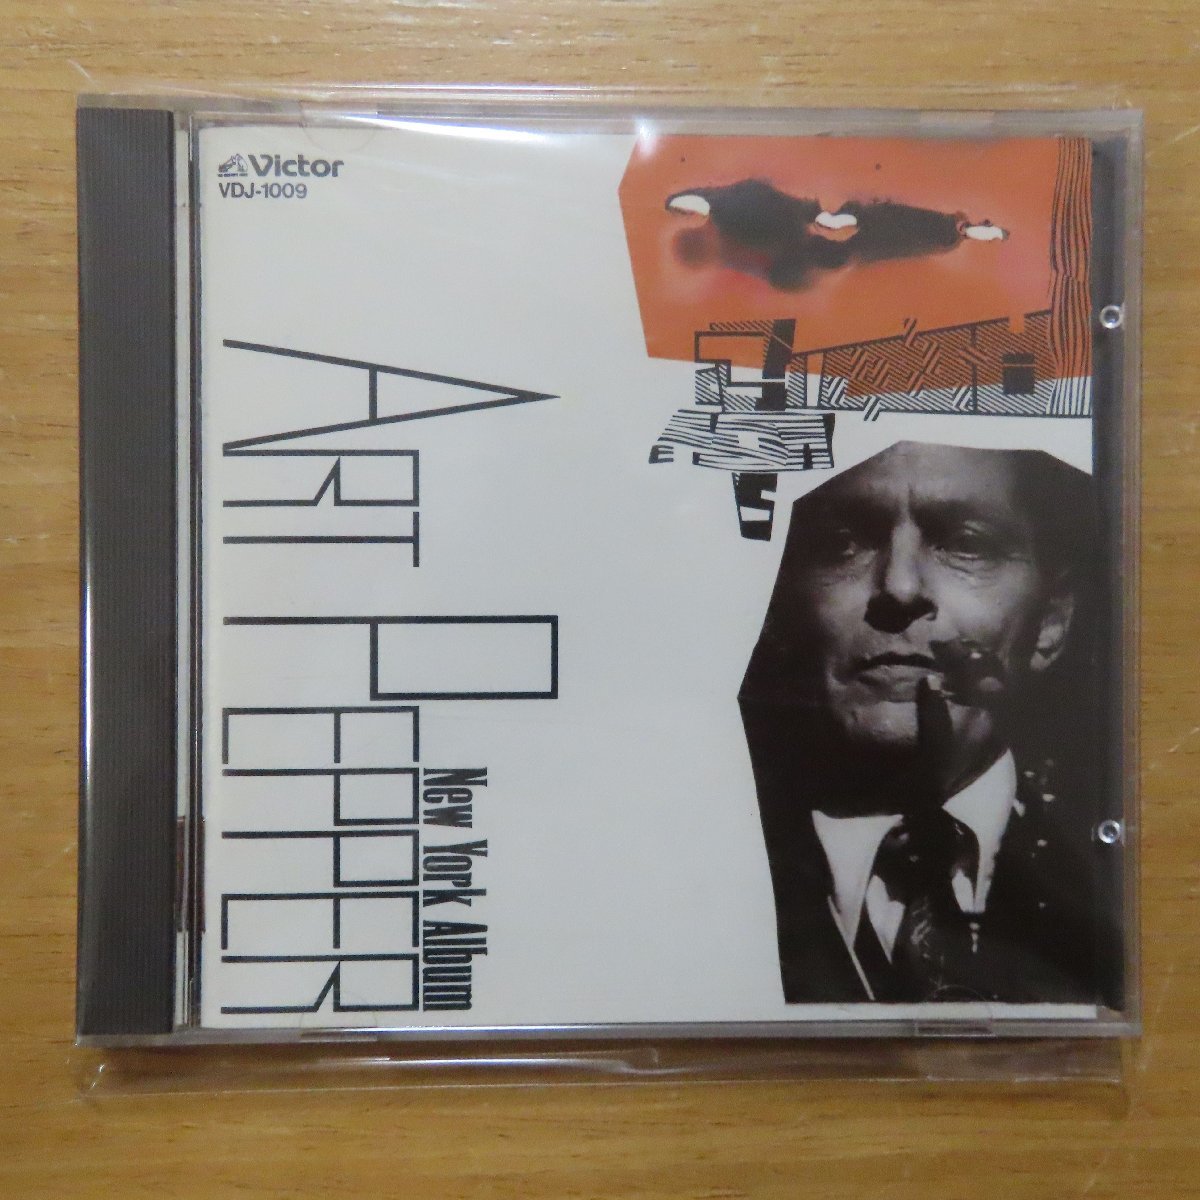 Victor
VDJ-1009
ART PEPPER
New York Album